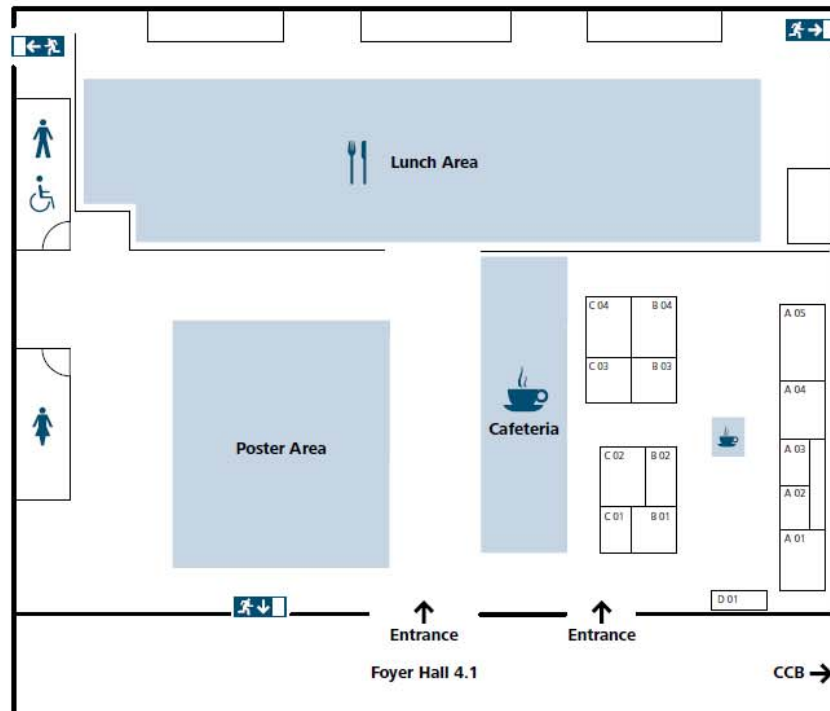 Lunch Area
C 04
B 04
A 05
C 03
B 03
A 04
Cafeteria
Poster Area
C 02
B 02
A 03
A 02
C 01
B 01
A 01
D 01
Entrance
Entrance
Foyer Hall 4.1
CCB